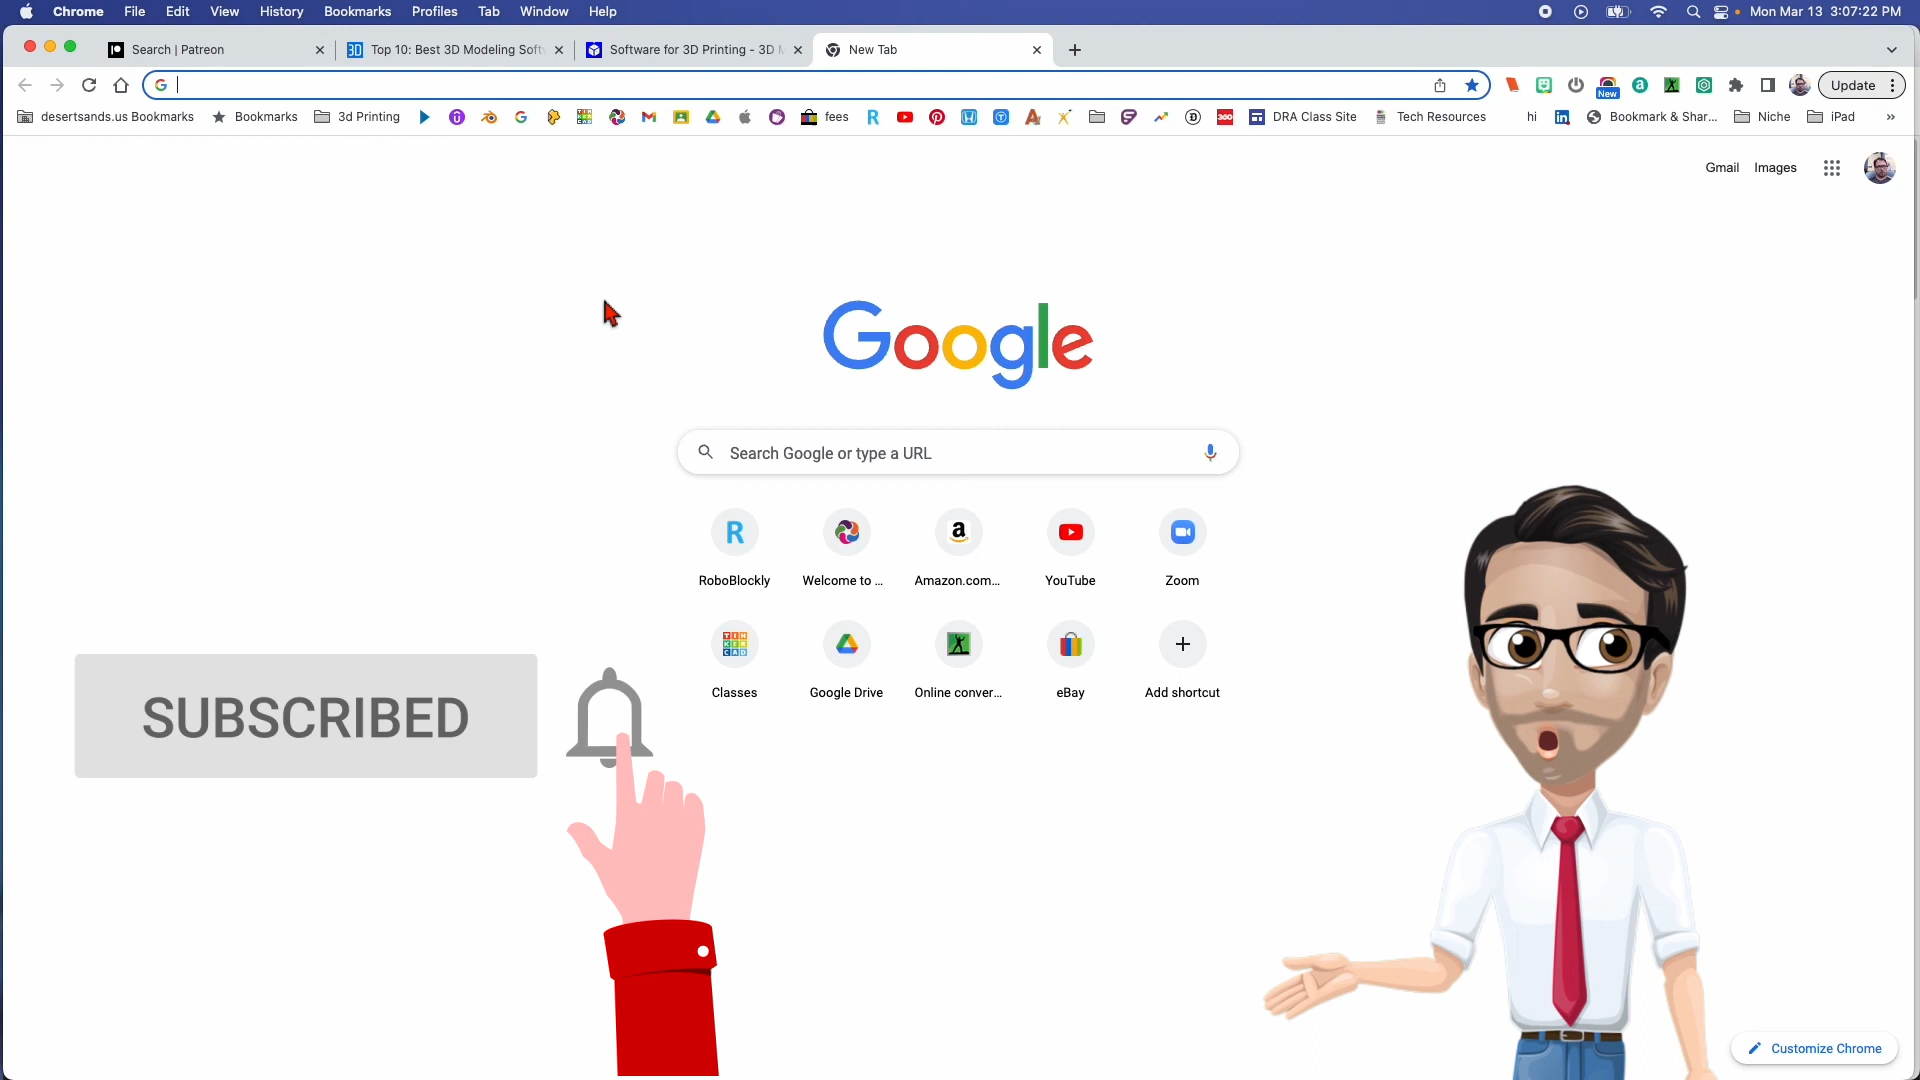 Chrome File Edit View History Bookmarks Profiles Tab Window Help Mon Mar 13 3:07:22 PM
Search | Patreon Top 10: Best 3D Modeling Soft Software for 3D Printing - 3D M New Tab
New Update
desertsands.us Bookmarks Bookmarks 3d Printing fees DRA Class Site Tech Resources hi Bookmark & Shar... Niche iPad »
Gmail Images
Google
Search Google or type a URL
RoboBlockly Welcome to ... Amazon.com... YouTube Zoom
TIN
KER
CAD
Classes Google Drive Online conver... eBay Add shortcut
SUBSCRIBED
Customize Chrome